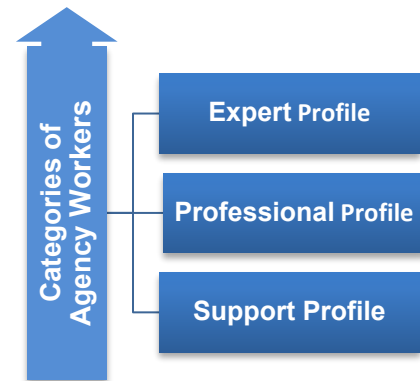 Categories of
Agency Workers
Expert Profile
Professional Profile
Support Profile